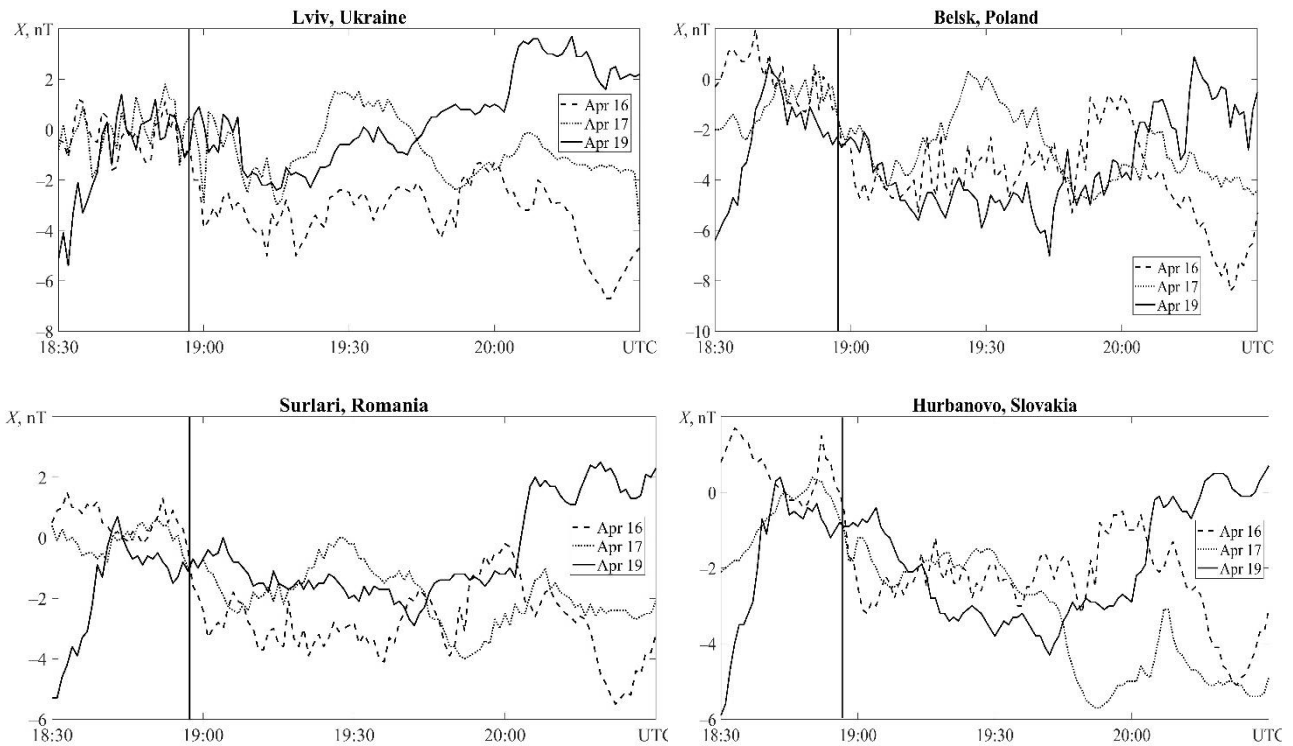 Lviv, Ukraine
X, nT
2
0
–2
–4
–6
–8
18:30
19:00
19:30
20:00
UTC
Apr 16
Apr 17
Apr 19
Belsk, Poland
X, nT
0
–2
–4
–6
–8
–10
18:30
19:00
19:30
20:00
UTC
Apr 16
Apr 17
Apr 19
Surlari, Romania
X, nT
2
0
–2
–4
–6
18:30
19:00
19:30
20:00
UTC
Apr 16
Apr 17
Apr 19
Hurbanovo, Slovakia
X, nT
0
–2
–4
–6
18:30
19:00
19:30
20:00
UTC
Apr 16
Apr 17
Apr 19